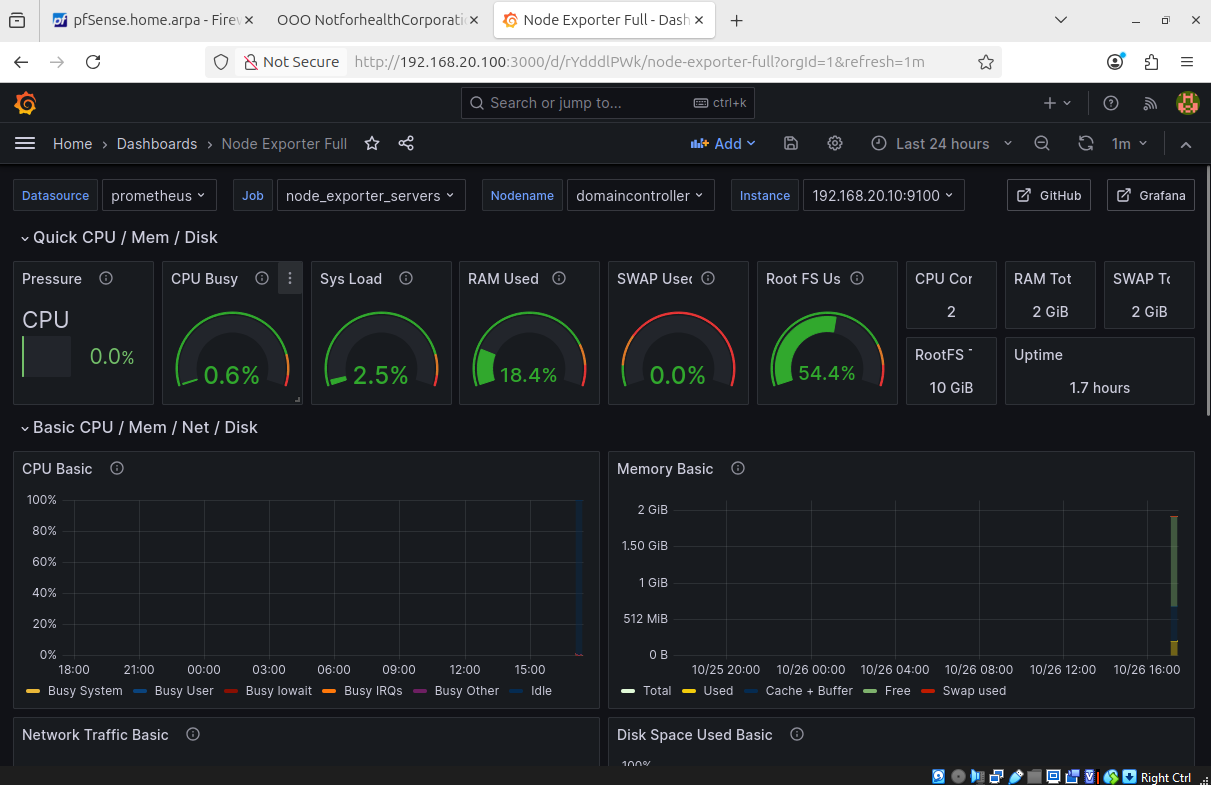 pfSense.home.arpa - Firew
OOO NotforhealthCorporati
Node Exporter Full - Dash
Not Secure
http://192.168.20.100:3000/d/rYdddlPWk/node-exporter-full?orgId=1&refresh=1m
Search or jump to...
ctrl+k
Home › Dashboards › Node Exporter Full
Add
Last 24 hours
1m
Datasource prometheus
Job node_exporter_servers
Nodename domaincontroller
Instance 192.168.20.10:9100
GitHub
Grafana
Quick CPU / Mem / Disk
Pressure
CPU
0.0%
CPU Busy
0.6%
Sys Load
2.5%
RAM Used
18.4%
SWAP Used
0.0%
Root FS Us
54.4%
CPU Cor
2
RAM Tot
2 GiB
SWAP To
2 GiB
RootFS T
10 GiB
Uptime
1.7 hours
Basic CPU / Mem / Net / Disk
CPU Basic
100%
80%
60%
40%
20%
0%
18:00 21:00 00:00 03:00 06:00 09:00 12:00 15:00
Busy System Busy User Busy Iowait Busy IRQs Busy Other Idle
Memory Basic
2 GiB
1.50 GiB
1 GiB
512 MiB
0 B
10/25 20:00 10/26 00:00 10/26 04:00 10/26 08:00 10/26 12:00 10/26 16:00
Total Used Cache + Buffer Free Swap used
Network Traffic Basic
Disk Space Used Basic
100%
Right Ctrl